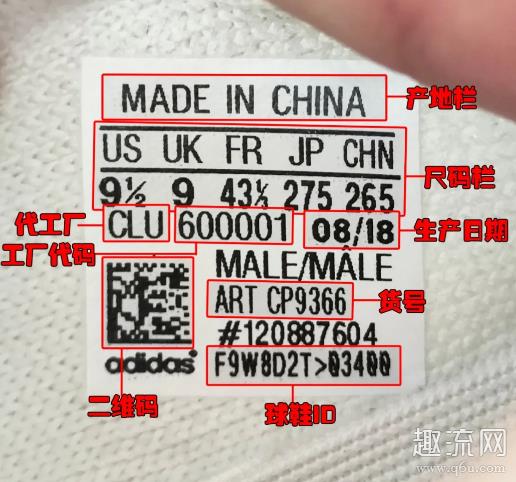 MADE IN CHINA 产地栏
US UK FR JP CHN
9½ 9 43⅓ 275 265 尺码栏
代工厂 CLU 600001 08/18 生产日期
工厂代码
MALE/MÂLE
ART CP9366 货号
#120887604
adidas F9W8D2T>03400
二维码 球鞋ID
趣流网
www.q6u.com